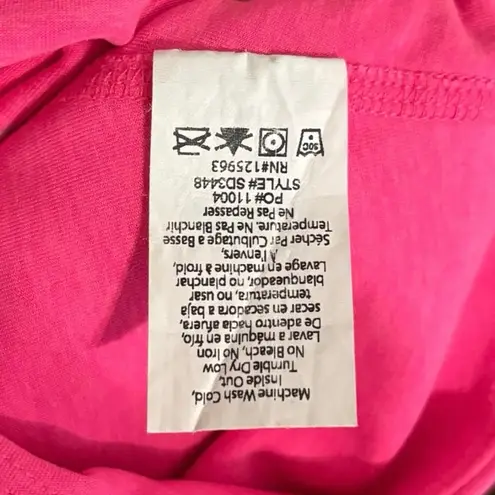 Machine Wash Cold,
Inside Out,
Tumble Dry Low
No Bleach, No Iron
Lavar a máquina en frío,
De adentro hacia afuera,
secar en secadora a baja
temperatura, no usar
blanqueador, no planchar
Lavage en machine à froid,
A l'envers,
Sécher Par Culbutage a Basse
Temperature. Ne Pas Blanchir
Ne Pas Repasser
PO# 11004
STYLE# SD3448
RN#125963
30C